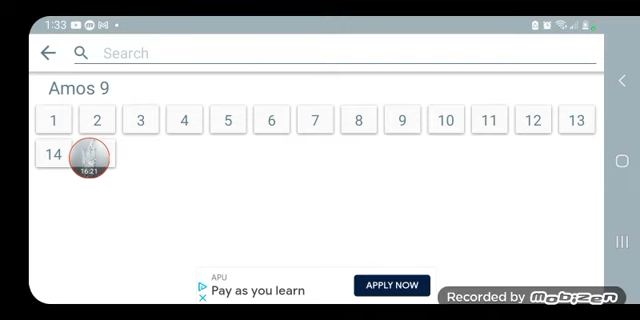 1:33
Search
Amos 9
1 2 3 4 5 6 7 8 9 10 11 12 13
14
16:21
APU
Pay as you learn
APPLY NOW
Recorded by Mobizen